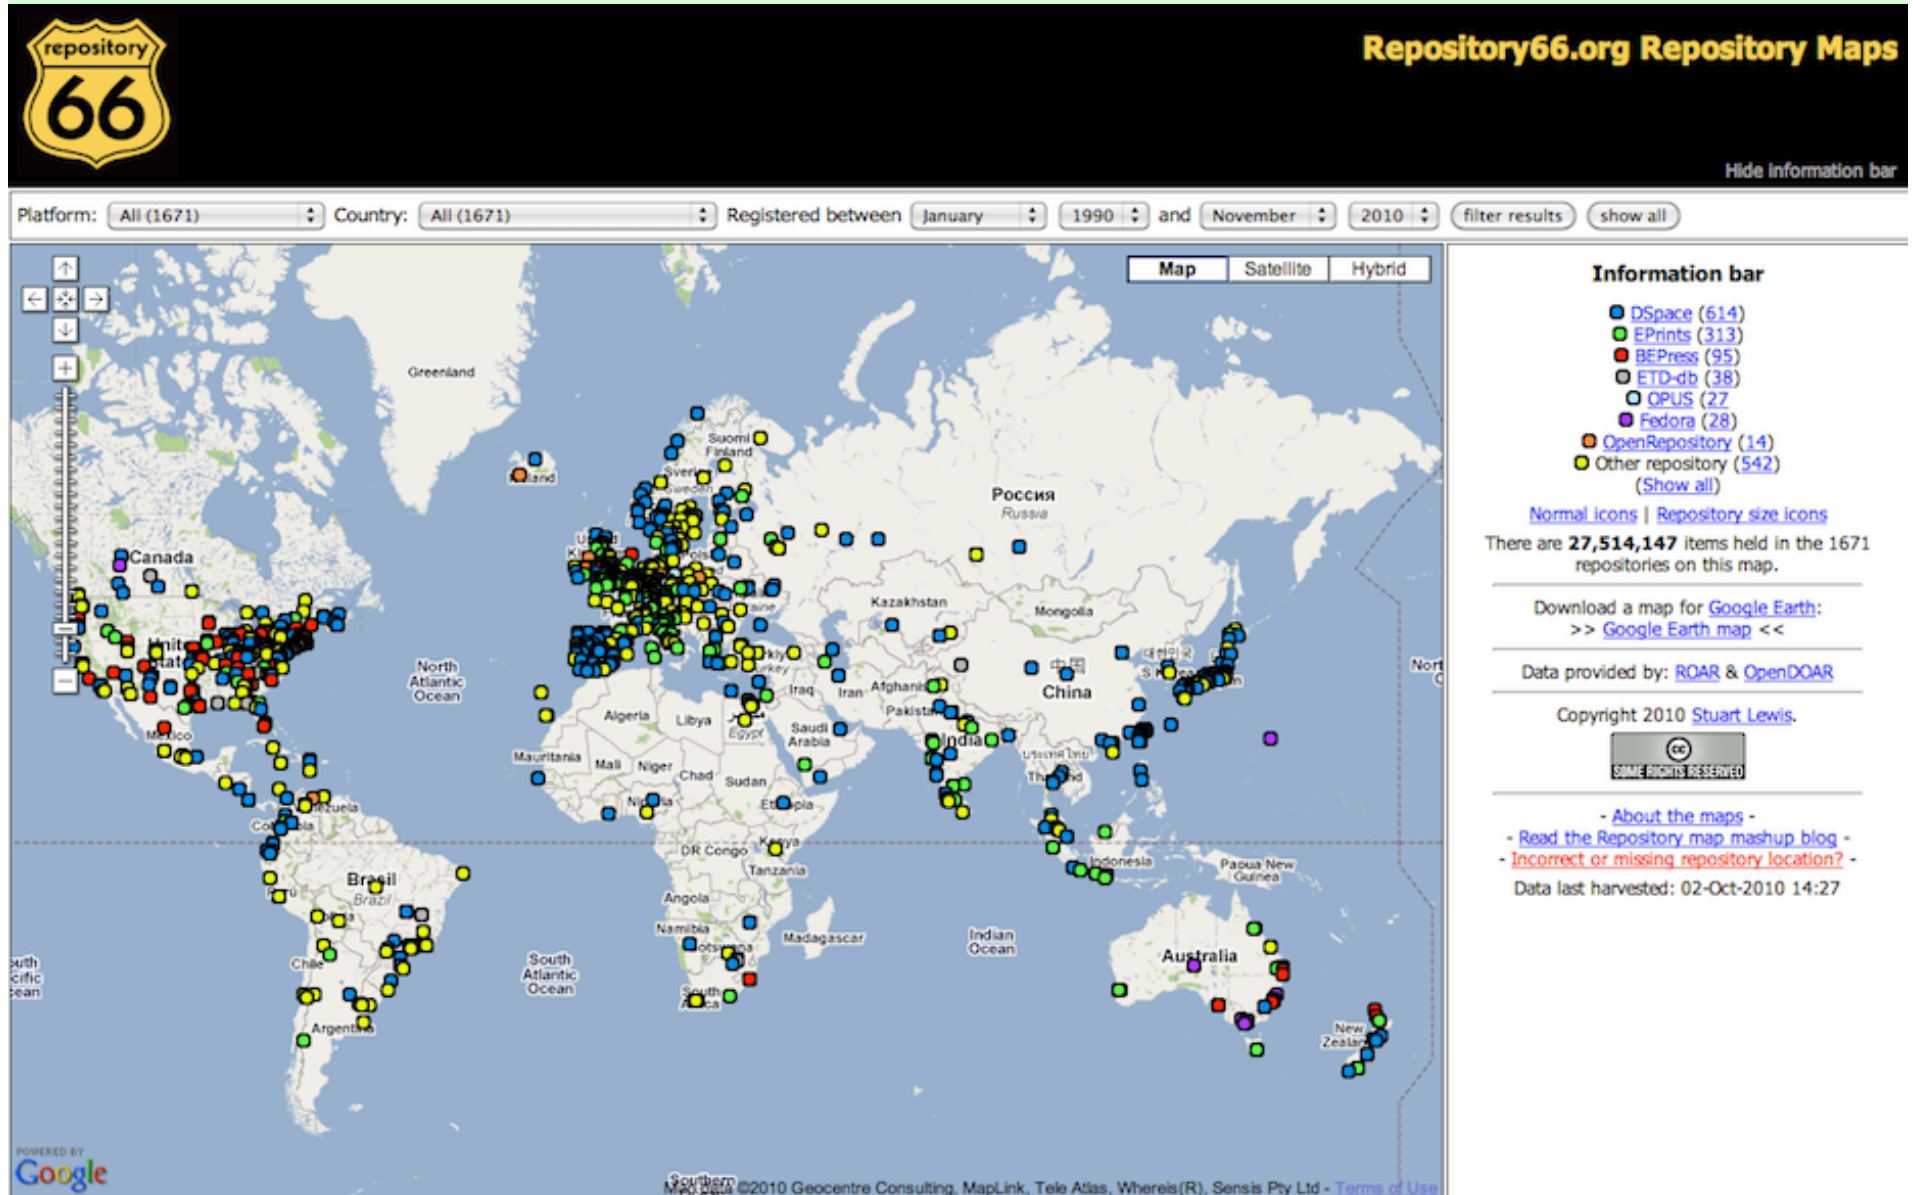 repository
66
Repository66.org Repository Maps
Hide information bar
Platform: All (1671) Country: All (1671) Registered between January 1990 and November 2010 filter results show all
Map Satellite Hybrid
Greenland
Suomi
Finland
Россия
Russia
Canada
Kazakhstan
Mongolia
North
Atlantic
Ocean
中国
China
대한민국
Iraq
Iran
Algeria
Libya
Egypt
Saudi
Arabia
India
Mauritania
Mali
Niger
Chad
Sudan
DR Congo
Tanzania
Indonesia
Papua New
Guinea
Brasil
Brazil
Angola
Namibia
Madagascar
Indian
Ocean
Australia
Chile
South
Atlantic
Ocean
New
POWERED BY
Google
Southern
©2010 Geocentre Consulting, MapLink, Tele Atlas, Whereis(R), Sensis Pty Ltd - Terms of Use
Information bar
DSpace (614)
EPrints (313)
BEPress (95)
ETD-db (38)
OPUS (27
Fedora (28)
OpenRepository (14)
Other repository (542)
(Show all)
Normal icons | Repository size icons
There are 27,514,147 items held in the 1671
repositories on this map.
Download a map for Google Earth:
>> Google Earth map <<
Data provided by: ROAR & OpenDOAR
Copyright 2010 Stuart Lewis.
cc
SOME RIGHTS RESERVED
- About the maps -
- Read the Repository map mashup blog -
- Incorrect or missing repository location? -
Data last harvested: 02-Oct-2010 14:27